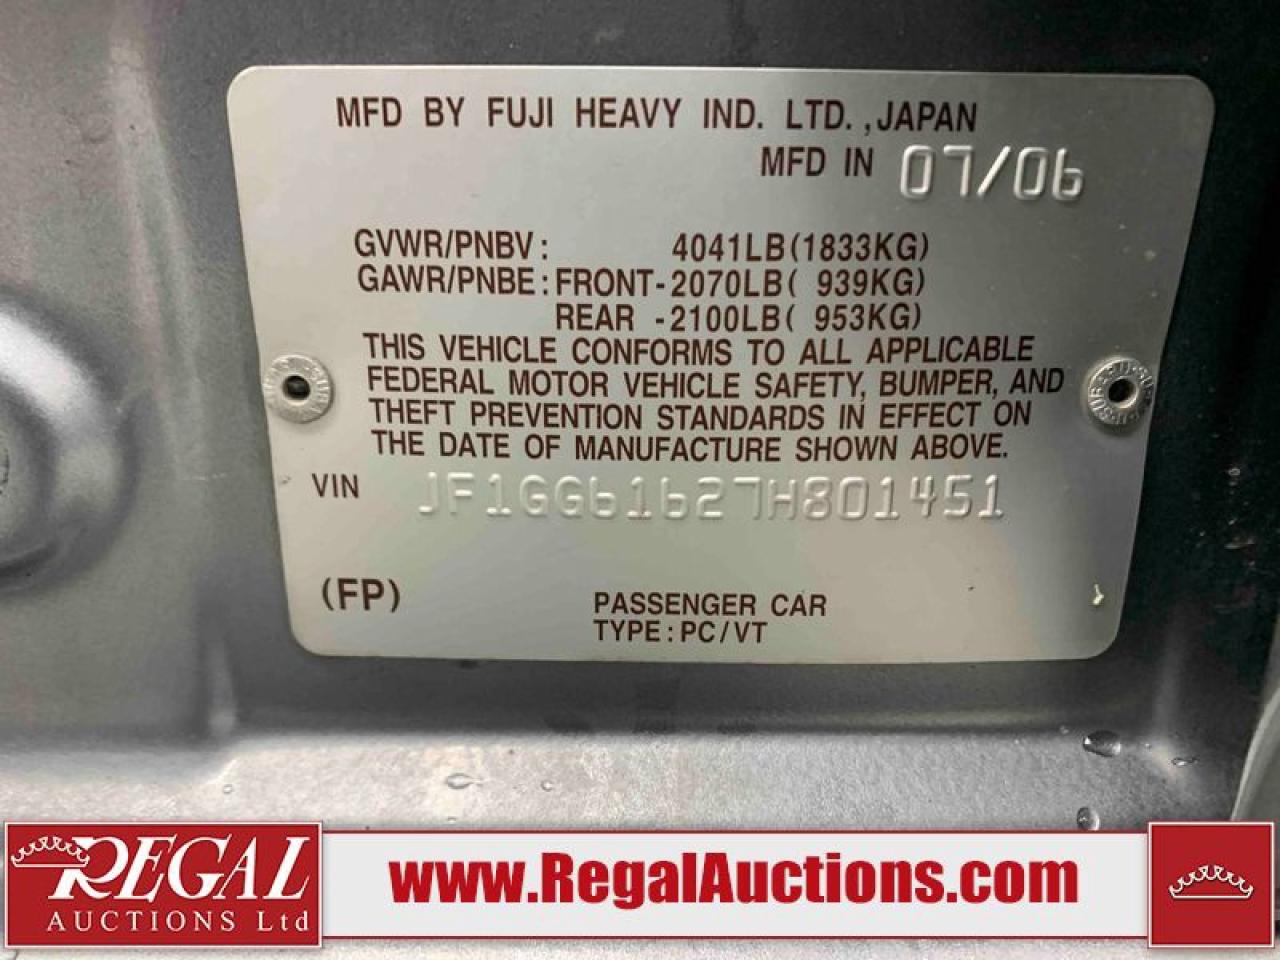 MFD BY FUJI HEAVY IND. LTD., JAPAN
MFD IN 07/06
GVWR/PNBV: 4041LB(1833KG)
GAWR/PNBE: FRONT-2070LB( 939KG)
REAR -2100LB( 953KG)
THIS VEHICLE CONFORMS TO ALL APPLICABLE
FEDERAL MOTOR VEHICLE SAFETY, BUMPER, AND
THEFT PREVENTION STANDARDS IN EFFECT ON
THE DATE OF MANUFACTURE SHOWN ABOVE.
VIN JF1GG61627H801451
(FP)
PASSENGER CAR
TYPE: PC/VT
REGAL
AUCTIONS Ltd
www.RegalAuctions.com